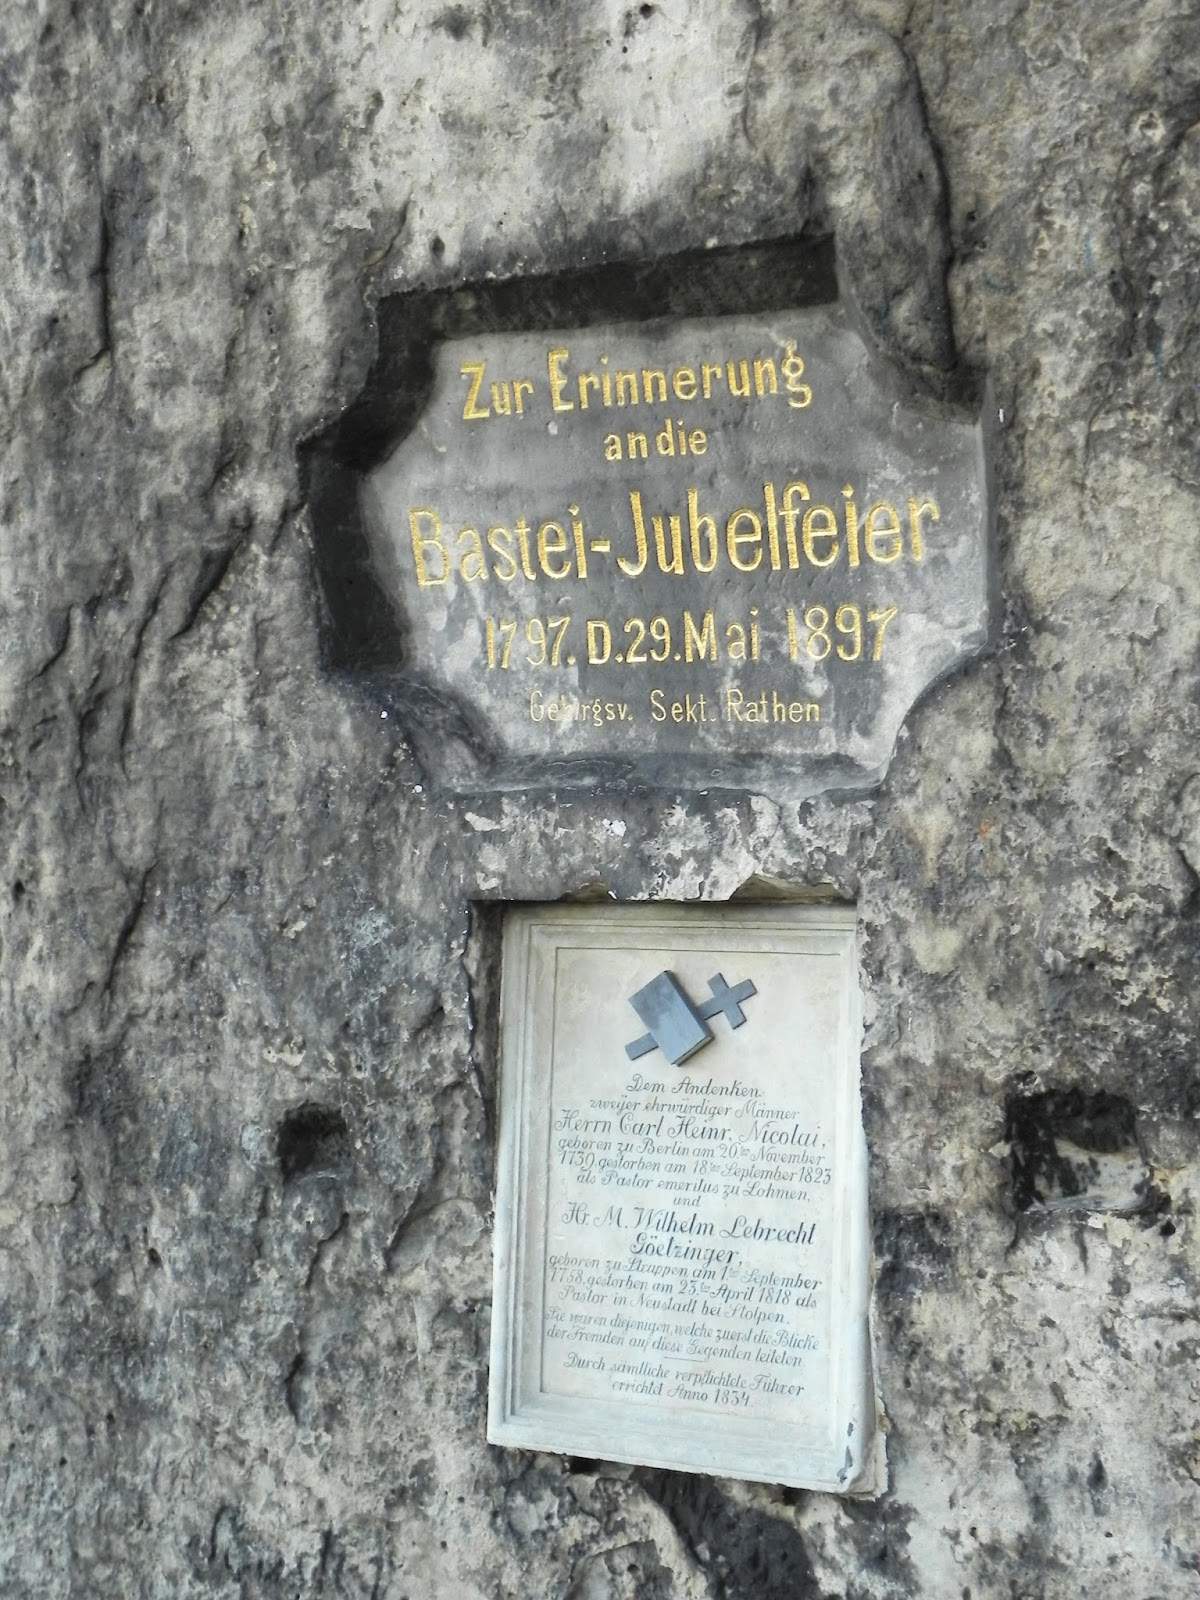 Zur Erinnerung
an die
Bastei-Jubelfeier
1797. D. 29. Mai 1897
Gebirgsv. Sekt. Rathen
Dem Andenken
zweyer ehrwürdiger Männer
Herrn Carl Heinr. Nicolai,
geboren zu Berlin am 20ten November
1739, gestorben am 18ten September 1823
als Pastor emeritus zu Lohmen,
und
Hr. M. Wilhelm Lebrecht
Göetzinger,
geboren zu Struppen am 1ten September
1758, gestorben am 23ten April 1818 als
Pastor in Neustadt bei Stolpen.
Sie waren diejenigen, welche zuerst die Blicke
der Fremden auf diese Gegenden leiteten.
Durch sämtliche verpflichtete Führer
errichtet Anno 1834.